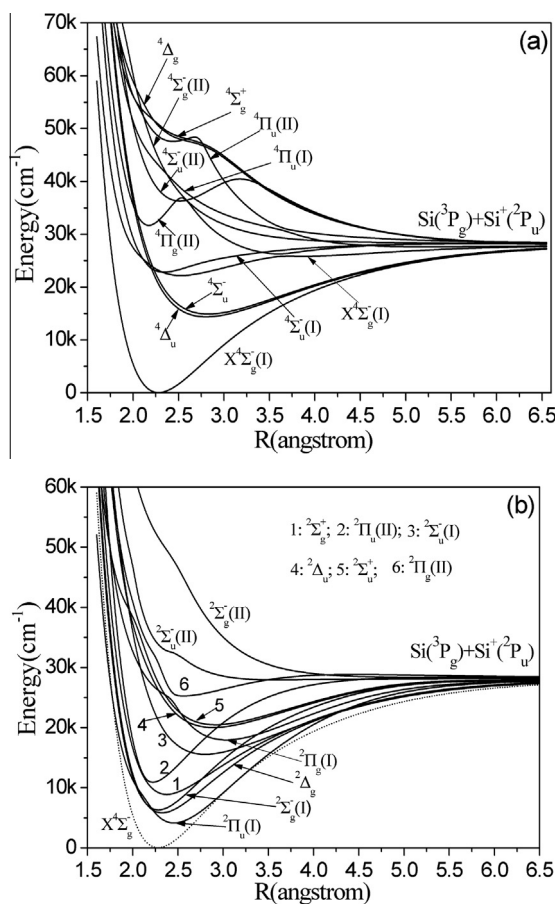 (a)
70k
60k
50k
40k
30k
20k
10k
0
Energy(cm⁻¹)
⁴Δg
⁴Σg⁻(II)
⁴Σg⁺
⁴Πu(II)
⁴Σu⁻(II)
⁴Πu(I)
⁴Πg(II)
Si(³Pg)+Si⁺(²Pu)
⁴Σu⁻
⁴Δu
⁴Σu⁻(I)
X⁴Σg⁻(I)
X⁴Σg⁻(I)
1.5 2.0 2.5 3.0 3.5 4.0 4.5 5.0 5.5 6.0 6.5
R(angstrom)
(b)
60k
50k
40k
30k
20k
10k
0
Energy(cm⁻¹)
1: ²Σg⁺; 2: ²Πu(II); 3: ²Σu⁻(I)
4: ²Δu; 5: ²Σu⁺; 6: ²Πg(II)
²Σg⁻(II)
²Σu⁻(II)
Si(³Pg)+Si⁺(²Pu)
6
5
4
3
2
1
²Πg(I)
²Δg
²Σg⁻(I)
²Πu(I)
X⁴Σg⁻
1.5 2.0 2.5 3.0 3.5 4.0 4.5 5.0 5.5 6.0 6.5
R(angstrom)